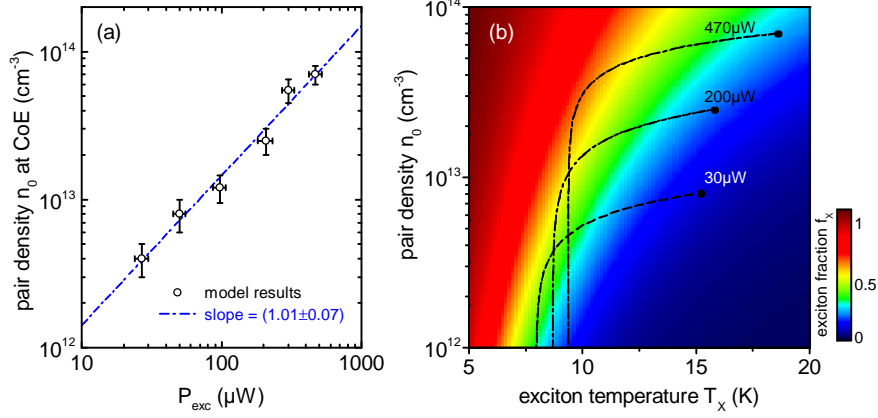 (a)
10^14
10^13
10^12
pair density n_0 at CoE (cm^-3)
model results
slope = (1.01±0.07)
10
100
1000
P_exc (µW)
(b)
10^14
10^13
10^12
pair density n_0 (cm^-3)
470µW
200µW
30µW
5
10
15
20
exciton temperature T_X (K)
1
0.5
0
exciton fraction f_X